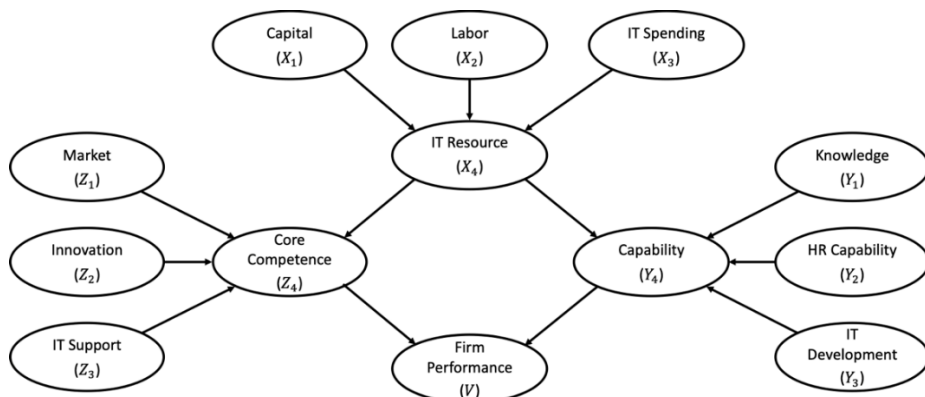 Capital
(X₁)
Labor
(X₂)
IT Spending
(X₃)
IT Resource
(X₄)
Market
(Z₁)
Knowledge
(Y₁)
Innovation
(Z₂)
Core
Competence
(Z₄)
Capability
(Y₄)
HR Capability
(Y₂)
IT Support
(Z₃)
Firm
Performance
(V)
IT
Development
(Y₃)